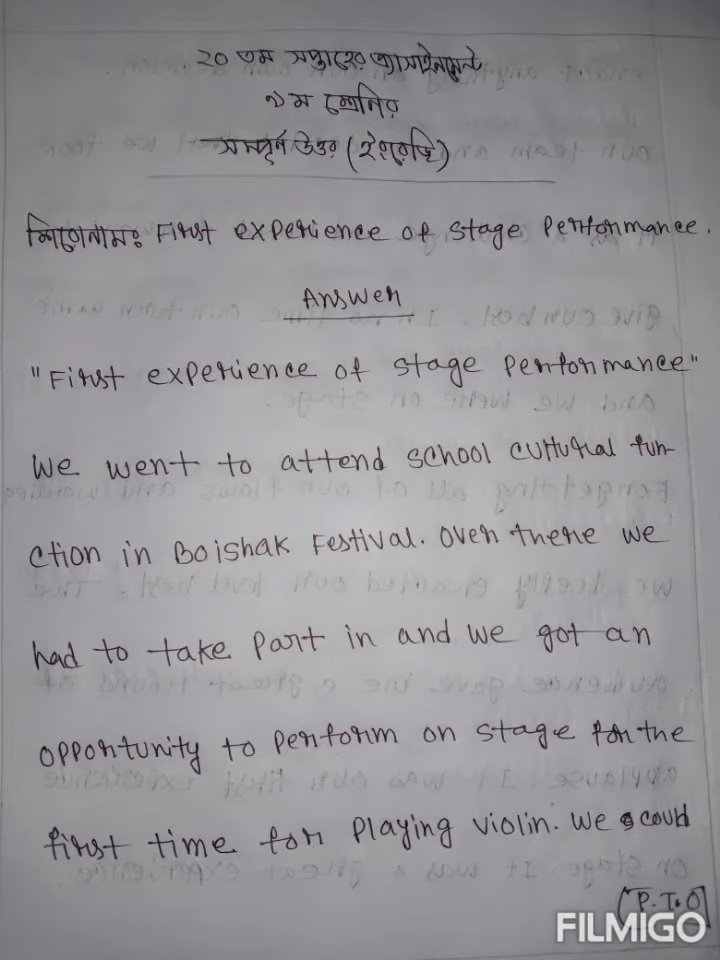 ২০ তম সপ্তাহের এ্যাসাইনমেন্ট
৯ম শ্রেনির
সম্পূর্ন উত্তর (ইংরেজি)
শিরোনামঃ First experience of stage performance.
Answer
"First experience of stage performance"
We went to attend school cultural fun-
ction in Boishak Festival. Over there we
had to take part in and we got an
opportunity to perform on stage for the
first time for playing violin. We could
(P.T.O)
FILMIGO